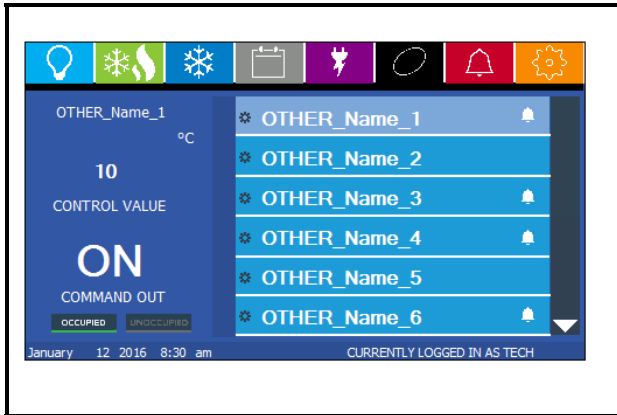 OTHER_Name_1
°C
10
CONTROL VALUE
ON
COMMAND OUT
OCCUPIED UNOCCUPIED
OTHER_Name_1
OTHER_Name_2
OTHER_Name_3
OTHER_Name_4
OTHER_Name_5
OTHER_Name_6
January 12 2016 8:30 am
CURRENTLY LOGGED IN AS TECH